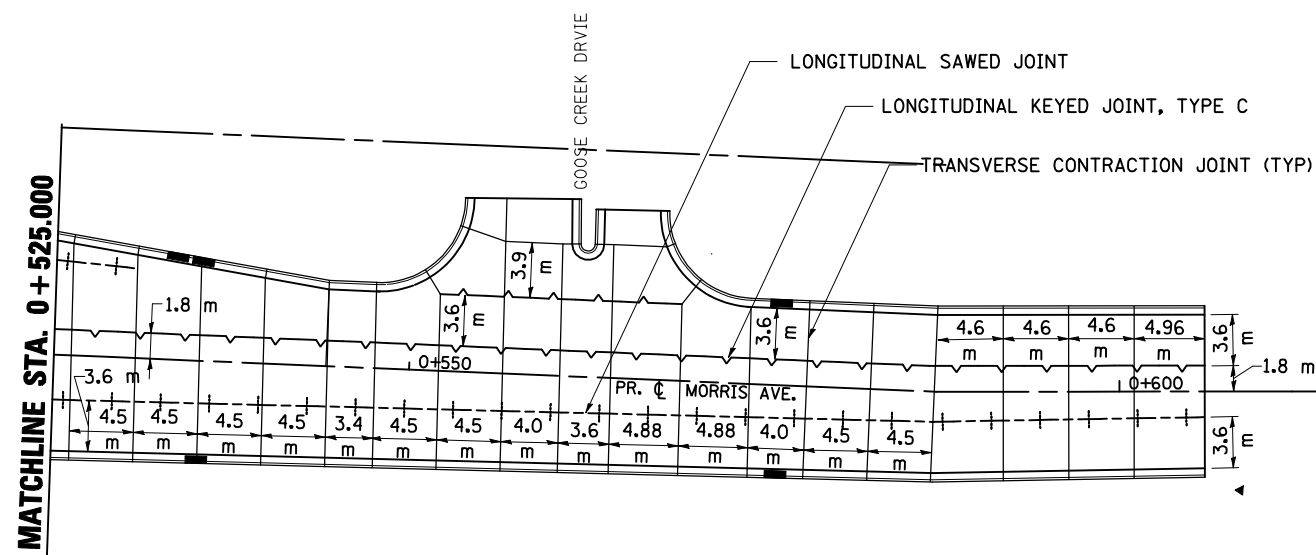 GOOSE CREEK DRVIE
LONGITUDINAL SAWED JOINT
LONGITUDINAL KEYED JOINT, TYPE C
TRANSVERSE CONTRACTION JOINT (TYP)
MATCHLINE STA. 0+525.000
3.9 m
1.8 m
3.6 m
3.6 m
4.6 m
4.6 m
4.6 m
4.96 m
3.6 m
0+550
1.8 m
3.6 m
PR. ℄ MORRIS AVE.
0+600
4.5 m
4.5 m
4.5 m
4.5 m
3.4 m
4.5 m
4.5 m
4.0 m
3.6 m
4.88 m
4.88 m
4.0 m
4.5 m
4.5 m
3.6 m